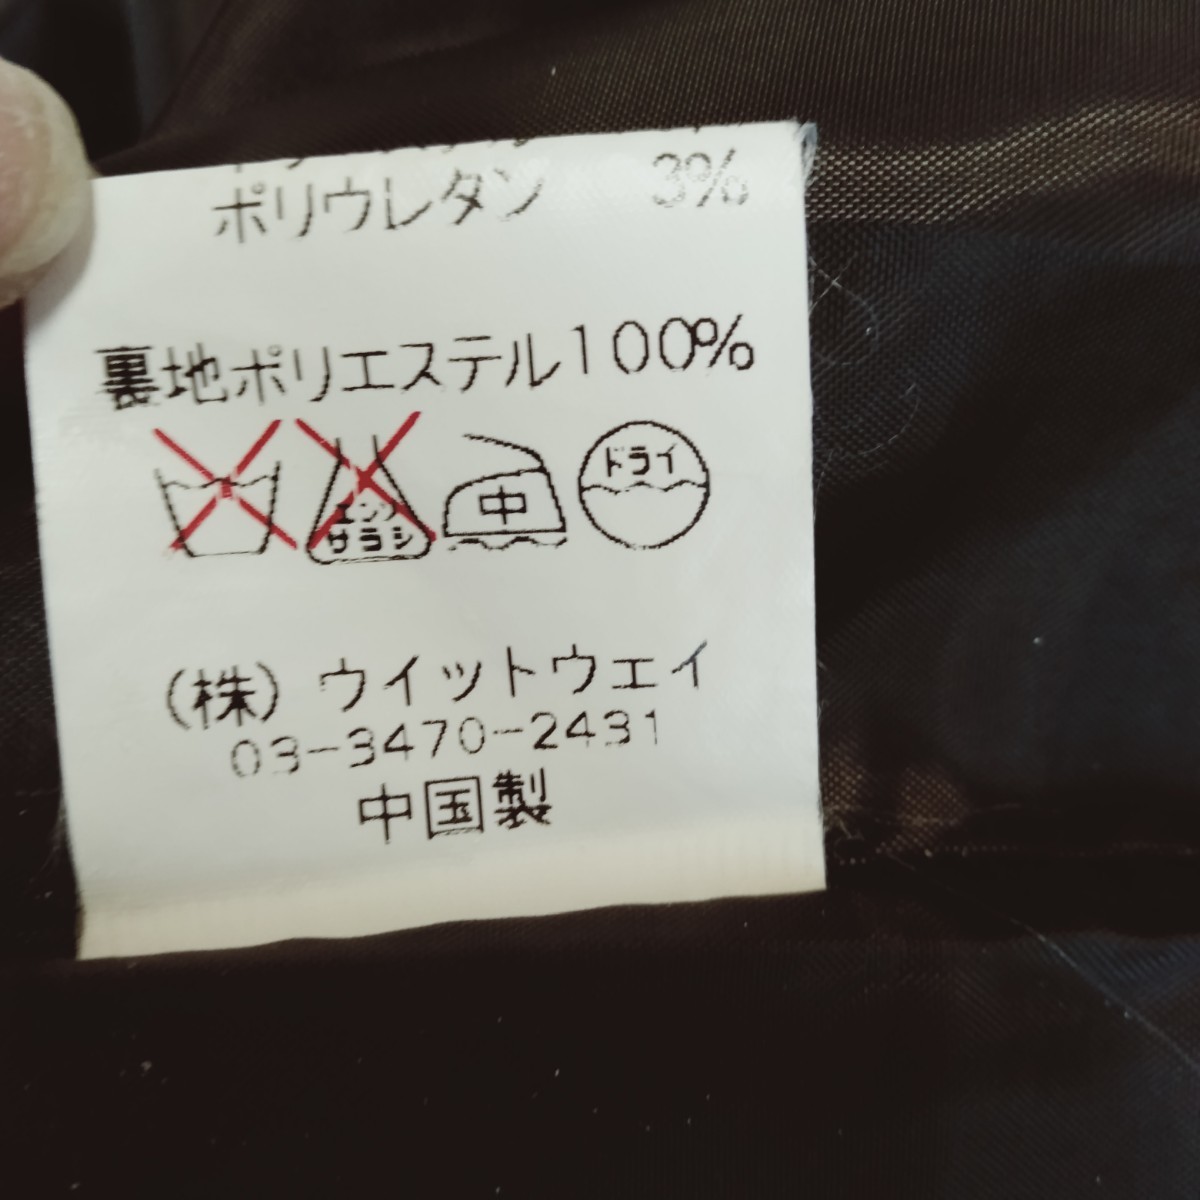 ポリウレタン 3%
裏地ポリエステル100%
エンソサラシ
中
ドライ
(株) ウイットウェイ
03-3470-2431
中国製